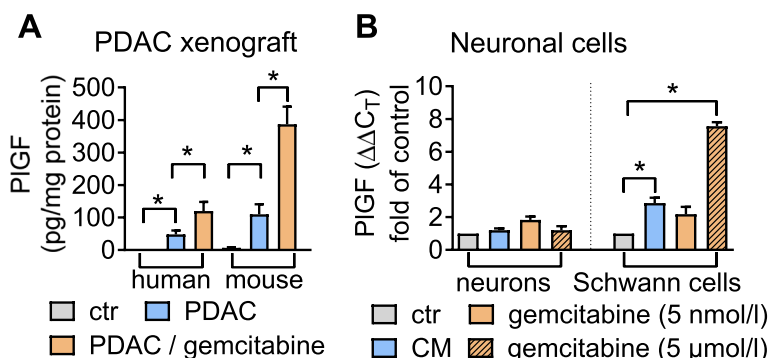 A
PDAC xenograft
PlGF
(pg/mg protein)
500
400
300
200
100
0
*
*
*
*
human
mouse
ctr
PDAC
PDAC / gemcitabine
B
Neuronal cells
PlGF (ΔΔCT)
fold of control
10
8
6
4
2
0
*
*
neurons
Schwann cells
ctr
gemcitabine (5 nmol/l)
CM
gemcitabine (5 µmol/l)